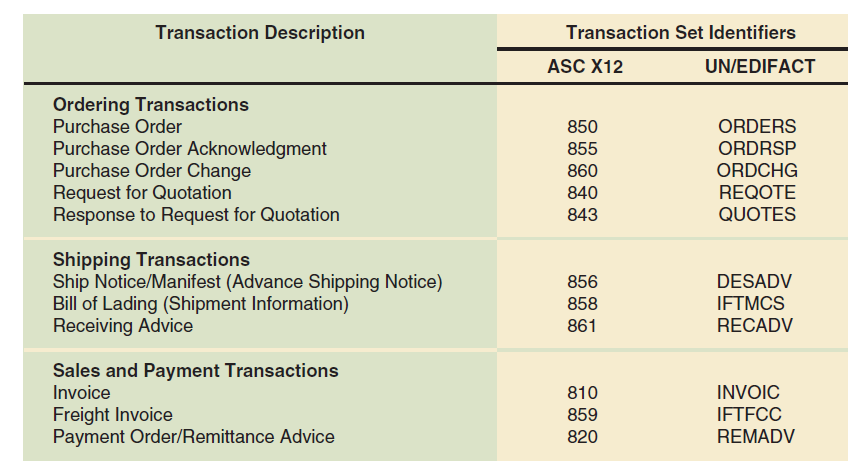 Transaction Description Transaction Set Identifiers
ASC X12 UN/EDIFACT
Ordering Transactions
Purchase Order 850 ORDERS
Purchase Order Acknowledgment 855 ORDRSP
Purchase Order Change 860 ORDCHG
Request for Quotation 840 REQOTE
Response to Request for Quotation 843 QUOTES
Shipping Transactions
Ship Notice/Manifest (Advance Shipping Notice) 856 DESADV
Bill of Lading (Shipment Information) 858 IFTMCS
Receiving Advice 861 RECADV
Sales and Payment Transactions
Invoice 810 INVOIC
Freight Invoice 859 IFTFCC
Payment Order/Remittance Advice 820 REMADV